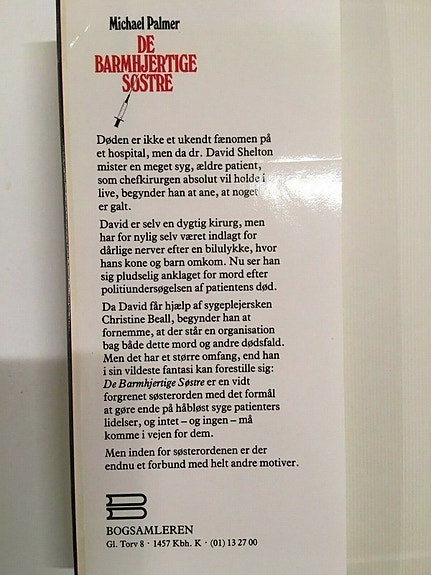 Michael Palmer
DE
BARMHJERTIGE
SØSTRE
Døden er ikke et ukendt fænomen på
et hospital, men da dr. David Shelton
mister en meget syg, ældre patient,
som chefkirurgen absolut vil holde i
live, begynder han at ane, at noget
er galt.
David er selv en dygtig kirurg, men
har for nylig selv været indlagt for
dårlige nerver efter en bilulykke, hvor
hans kone og barn omkom. Nu ser han
sig pludselig anklaget for mord efter
politiundersøgelsen af patientens død.
Da David får hjælp af sygeplejersken
Christine Beall, begynder han at
fornemme, at der står en organisation
bag både dette mord og andre dødsfald.
Men det har et større omfang, end han
i sin vildeste fantasi kan forestille sig:
De Barmhjertige Søstre er en vidt
forgrenet søsterorden med det formål
at gøre ende på håbløst syge patienters
lidelser, og intet – og ingen – må
komme i vejen for dem.
Men inden for søsterordenen er der
endnu et forbund med helt andre motiver.
BOGSAMLEREN
Gl. Torv 8 · 1457 Kbh. K · (01) 13 27 00